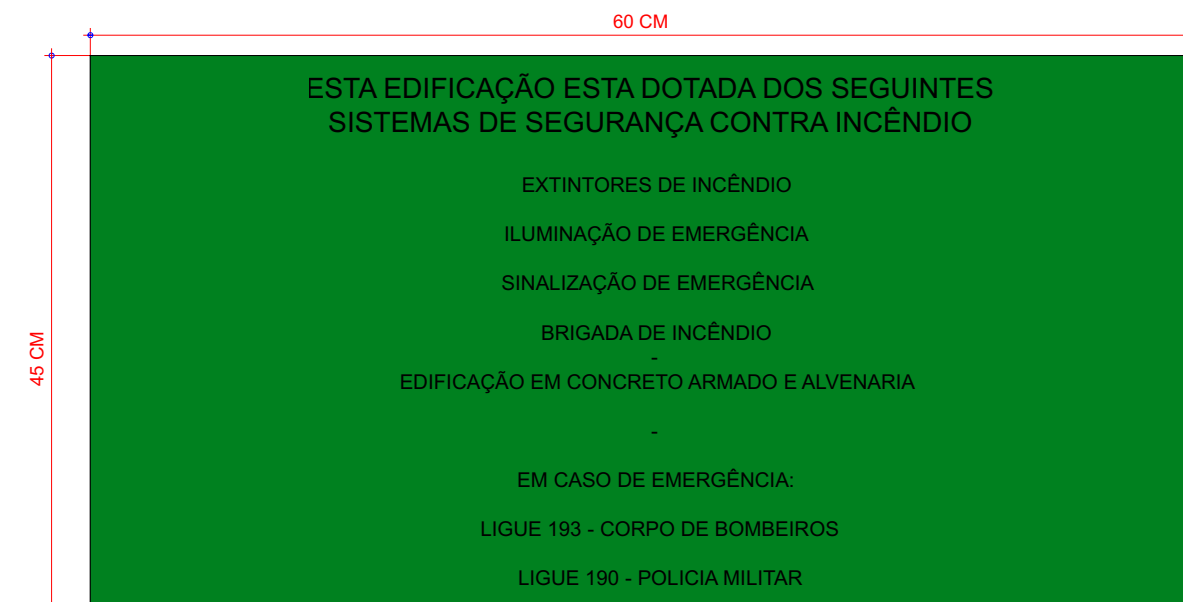 60 CM
45 CM
ESTA EDIFICAÇÃO ESTA DOTADA DOS SEGUINTES
SISTEMAS DE SEGURANÇA CONTRA INCÊNDIO
EXTINTORES DE INCÊNDIO
ILUMINAÇÃO DE EMERGÊNCIA
SINALIZAÇÃO DE EMERGÊNCIA
BRIGADA DE INCÊNDIO
-
EDIFICAÇÃO EM CONCRETO ARMADO E ALVENARIA
-
EM CASO DE EMERGÊNCIA:
LIGUE 193 - CORPO DE BOMBEIROS
LIGUE 190 - POLICIA MILITAR